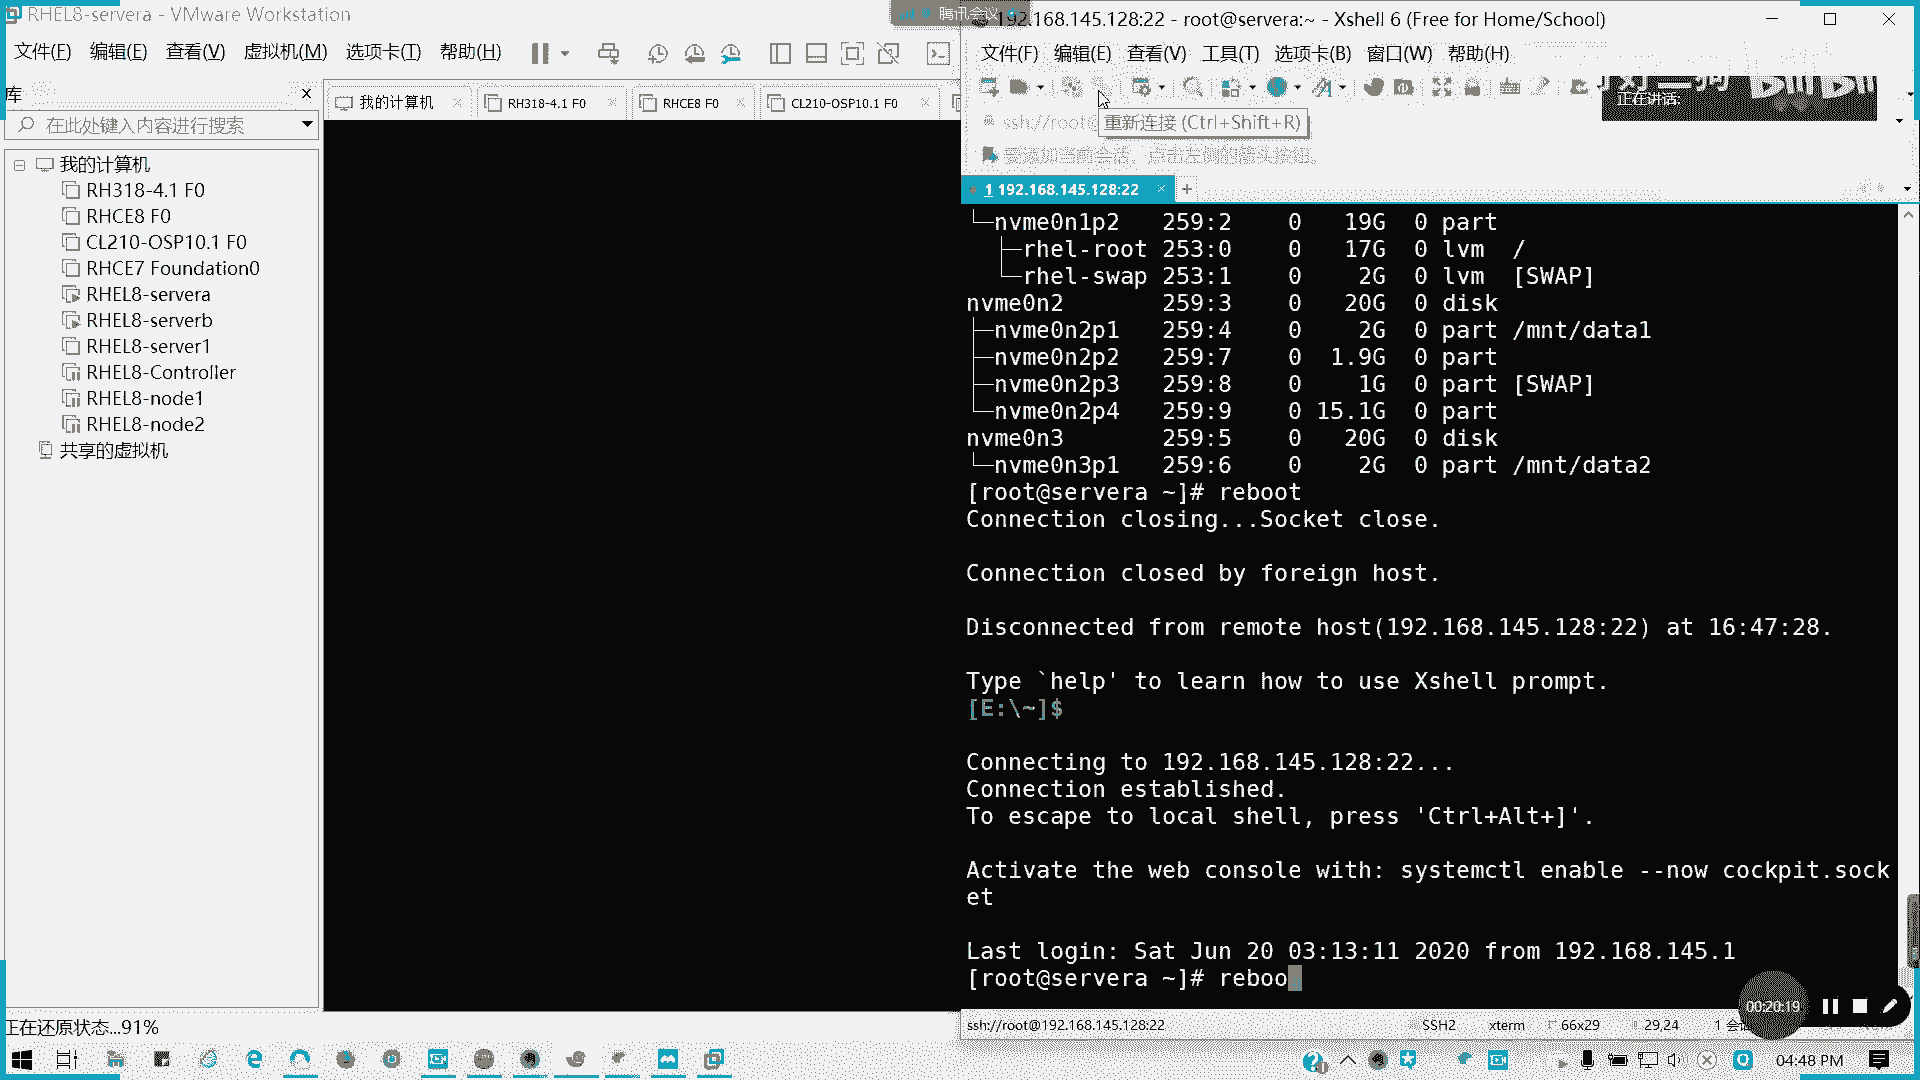 RHEL8-servera - VMware Workstation
文件(F) 编辑(E) 查看(V) 虚拟机(M) 选项卡(T) 帮助(H)
库
在此处键入内容进行搜索
我的计算机
RH318-4.1 F0
RHCE8 F0
CL210-OSP10.1 F0
RHCE7 Foundation0
RHEL8-servera
RHEL8-serverb
RHEL8-server1
RHEL8-Controller
RHEL8-node1
RHEL8-node2
共享的虚拟机
我的计算机 RH318-4.1 F0 RHCE8 F0 CL210-OSP10.1 F0
正在还原状态...91%
腾讯会议
192.168.145.128:22 - root@servera:~ - Xshell 6 (Free for Home/School)
文件(F) 编辑(E) 查看(V) 工具(T) 选项卡(B) 窗口(W) 帮助(H)
正在讲话:
ssh://root@
重新连接 (Ctrl+Shift+R)
要添加当前会话，点击左侧的箭头按钮。
1 192.168.145.128:22
└─nvme0n1p2 259:2 0 19G 0 part
├─rhel-root 253:0 0 17G 0 lvm /
└─rhel-swap 253:1 0 2G 0 lvm [SWAP]
nvme0n2 259:3 0 20G 0 disk
├─nvme0n2p1 259:4 0 2G 0 part /mnt/data1
├─nvme0n2p2 259:7 0 1.9G 0 part
├─nvme0n2p3 259:8 0 1G 0 part [SWAP]
└─nvme0n2p4 259:9 0 15.1G 0 part
nvme0n3 259:5 0 20G 0 disk
└─nvme0n3p1 259:6 0 2G 0 part /mnt/data2
[root@servera ~]# reboot
Connection closing...Socket close.
Connection closed by foreign host.
Disconnected from remote host(192.168.145.128:22) at 16:47:28.
Type `help' to learn how to use Xshell prompt.
[E:\~]$
Connecting to 192.168.145.128:22...
Connection established.
To escape to local shell, press 'Ctrl+Alt+]'.
Activate the web console with: systemctl enable --now cockpit.sock
et
Last login: Sat Jun 20 03:13:11 2020 from 192.168.145.1
[root@servera ~]# reboo
00:20:19
ssh://root@192.168.145.128:22 SSH2 xterm 66x29 29,24
04:48 PM